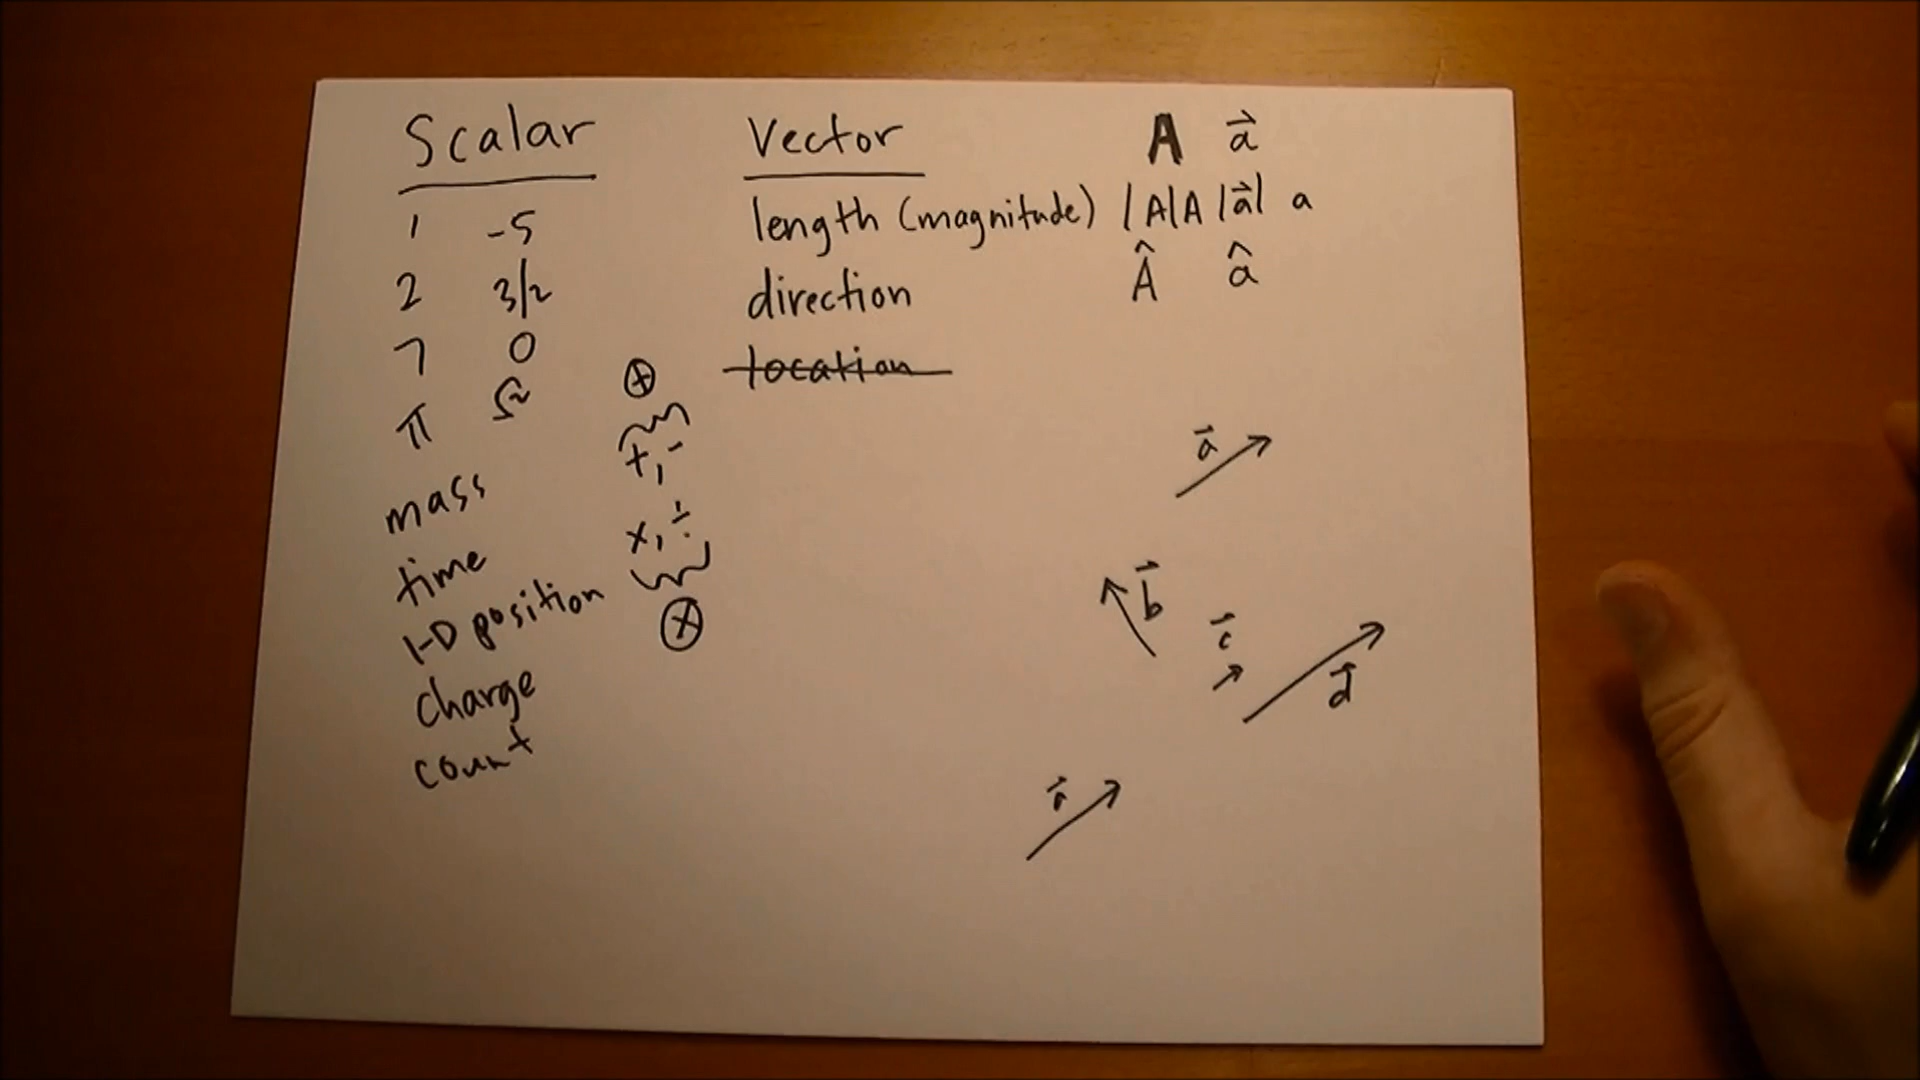 Scalar Vector 𝐀 a⃗
1 -5 length (magnitude) |A| A |a⃗| a
2 3/2 direction Â â
7 0 location
π √2 ⊕
+, -
mass ×, ÷
time ⊗
1-D position
charge
count
a⃗
b⃗
c⃗
d⃗
a⃗